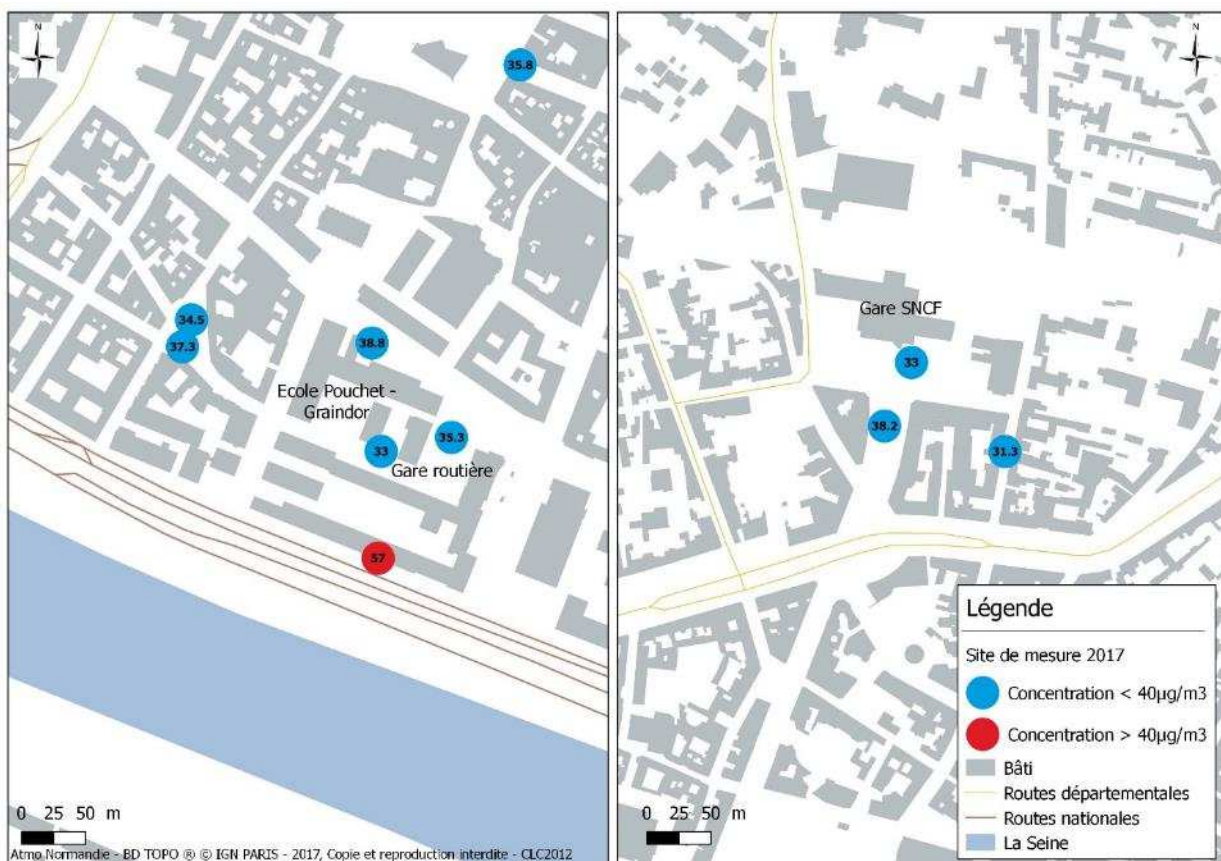 N
35.8
34.5
37.3
38.8
Ecole Pouchet -
Graindor
35.3
33
Gare routière
57
0 25 50 m
Atmo Normandie - BD TOPO ® © IGN PARIS - 2017, Copie et reproduction interdite - CLC2012
N
Gare SNCF
33
38.2
31.3
Légende
Site de mesure 2017
Concentration < 40µg/m3
Concentration > 40µg/m3
Bâti
Routes départementales
Routes nationales
La Seine
0 25 50 m